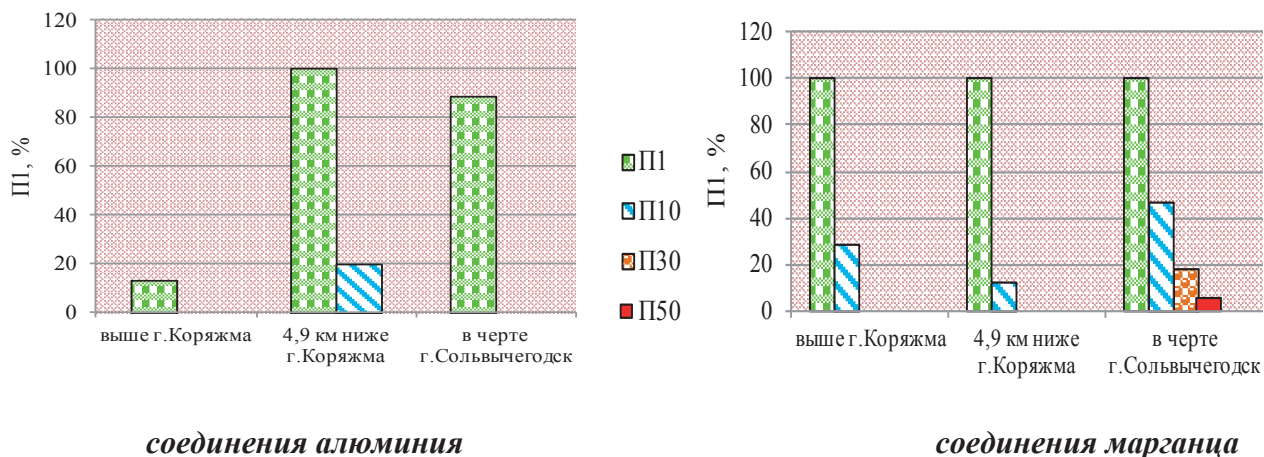 120
100
80
60
40
20
0
П1, %
выше г.Коряжма
4,9 км ниже
г.Коряжма
в черте
г.Сольвычегодск
соединения алюминия
П1
П10
П30
П50
120
100
80
60
40
20
0
П1, %
выше г.Коряжма
4,9 км ниже
г.Коряжма
в черте
г.Сольвычегодск
соединения марганца